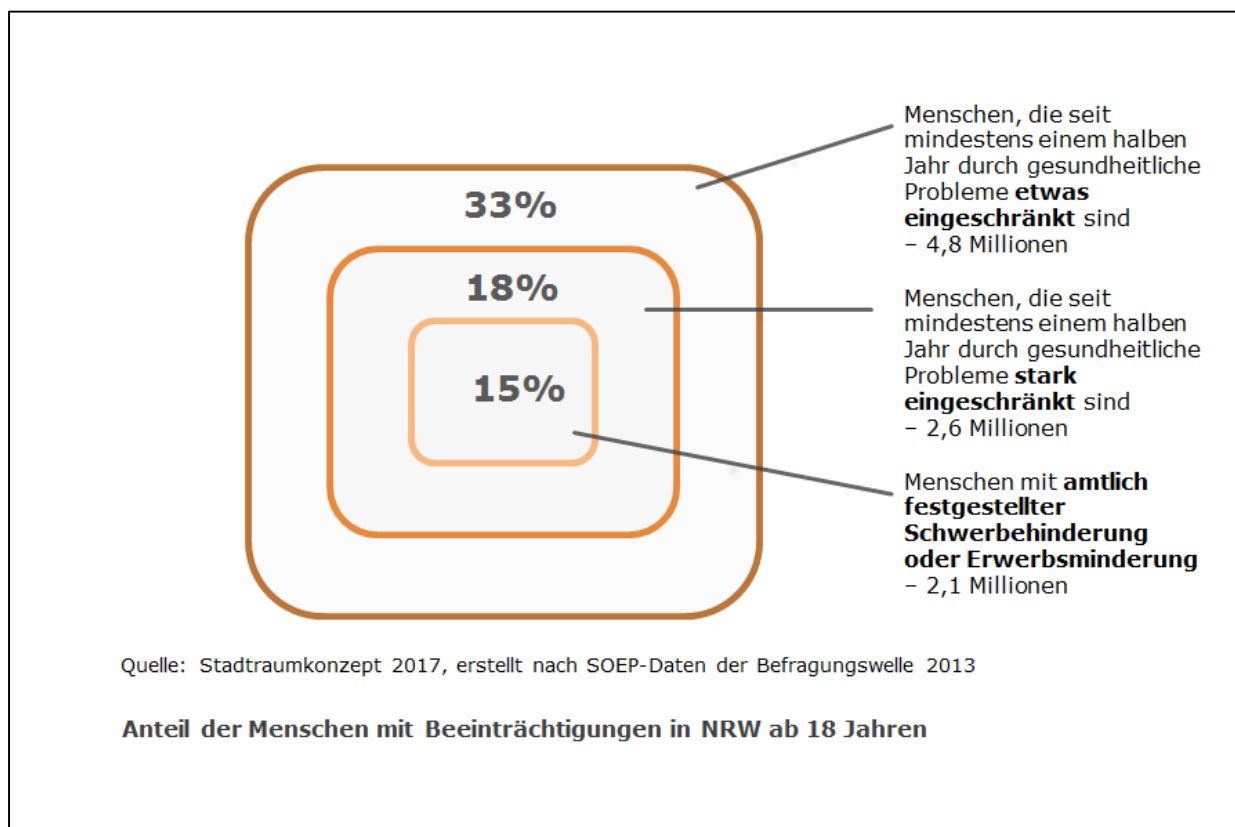 33%
18%
15%
Menschen, die seit
mindestens einem halben
Jahr durch gesundheitliche
Probleme etwas
eingeschränkt sind
– 4,8 Millionen
Menschen, die seit
mindestens einem halben
Jahr durch gesundheitliche
Probleme stark
eingeschränkt sind
– 2,6 Millionen
Menschen mit amtlich
festgestellter
Schwerbehinderung
oder Erwerbsminderung
– 2,1 Millionen
Quelle: Stadtraumkonzept 2017, erstellt nach SOEP-Daten der Befragungswelle 2013
Anteil der Menschen mit Beeinträchtigungen in NRW ab 18 Jahren